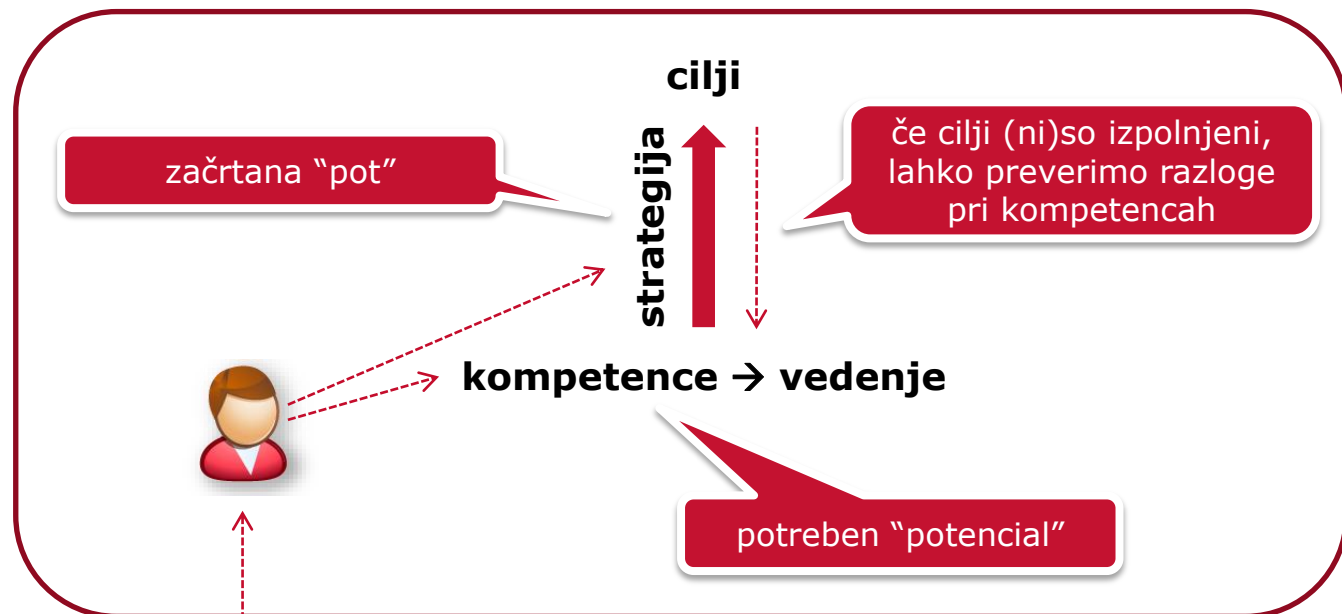 cilji
začrtana “pot”
strategija
če cilji (ni)so izpolnjeni,
lahko preverimo razloge
pri kompetencah
kompetence → vedenje
potreben “potencial”